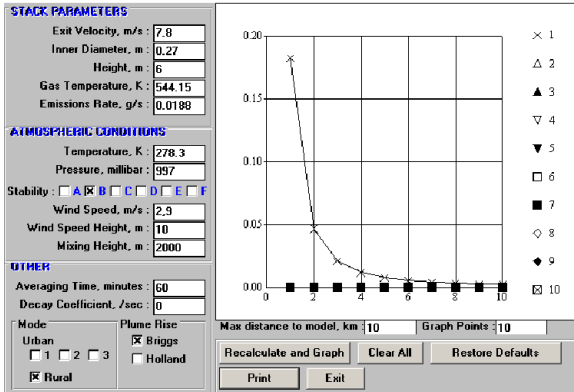 STACK PARAMETERS
Exit Velocity, m/s : 7.8
Inner Diameter, m : 0.27
Height, m : 6
Gas Temperature, K : 544.15
Emissions Rate, g/s : 0.0188
ATMOSPHERIC CONDITIONS
Temperature, K : 278.3
Pressure, millibar : 997
Stability : A B C D E F
Wind Speed, m/s : 2,9
Wind Speed Height, m : 10
Mixing Height, m : 2000
OTHER
Averaging Time, minutes : 60
Decay Coefficient, /sec : 0
Mode
Urban
1 2 3
Rural
Plume Rise
Briggs
Holland
0.20
0.15
0.10
0.05
0.00
0 2 4 6 8 10
1
2
3
4
5
6
7
8
9
10
Max distance to model, km : 10 Graph Points : 10
Recalculate and Graph Clear All Restore Defaults
Print Exit